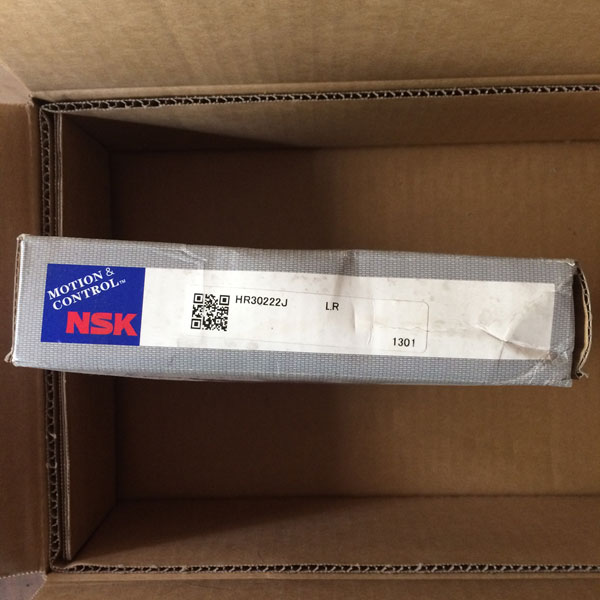 MOTION &
CONTROL™
NSK
HR30222J LR
1301